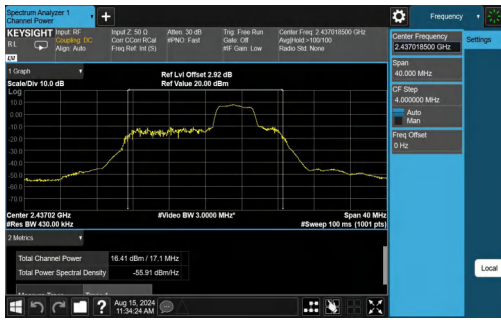 Spectrum Analyzer 1
Channel Power
Frequency
KEYSIGHT
RL
Input: RF
Coupling: DC
Align: Auto
Input Z: 50 Ω
Corr CCorr RCal
Freq Ref: Int (S)
Atten: 30 dB
#PNO: Fast
Trig: Free Run
Gate: Off
#IF Gain: Low
Center Freq: 2.437018500 GHz
Avg|Hold:>100/100
Radio Std: None
Center Frequency
2.437018500 GHz
Settings
Span
40.000 MHz
CF Step
4.000000 MHz
Auto
Man
Freq Offset
0 Hz
Local
1 Graph
Scale/Div 10.0 dB
Ref Lvl Offset 2.92 dB
Ref Value 20.00 dBm
Log
10.0
0.00
-10.0
-20.0
-30.0
-40.0
-50.0
-60.0
-70.0
Center 2.43702 GHz
#Res BW 430.00 kHz
#Video BW 3.0000 MHz*
Span 40 MHz
#Sweep 100 ms (1001 pts)
2 Metrics
Total Channel Power
16.41 dBm / 17.1 MHz
Total Power Spectral Density
-55.91 dBm/Hz
?
Aug 15, 2024
11:34:24 AM